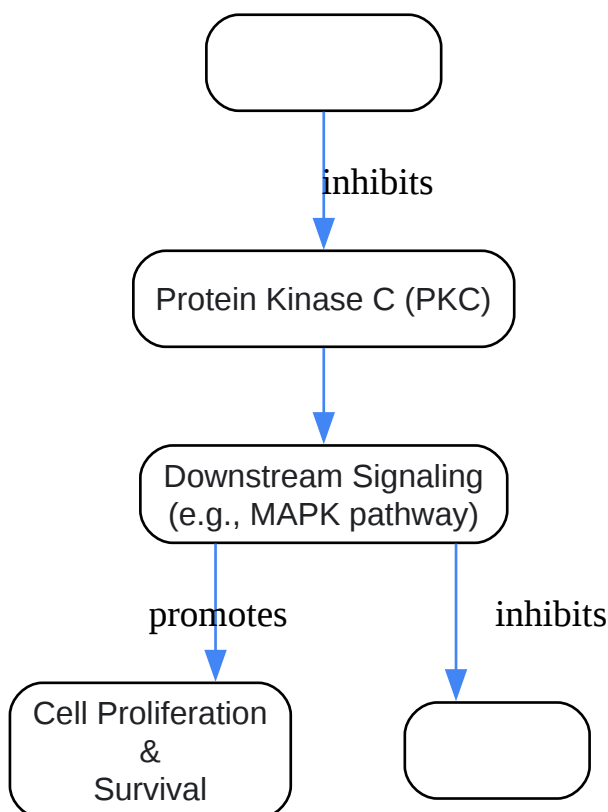 inhibits
Protein Kinase C (PKC)
Downstream Signaling
(e.g., MAPK pathway)
promotes
inhibits
Cell Proliferation
&
Survival